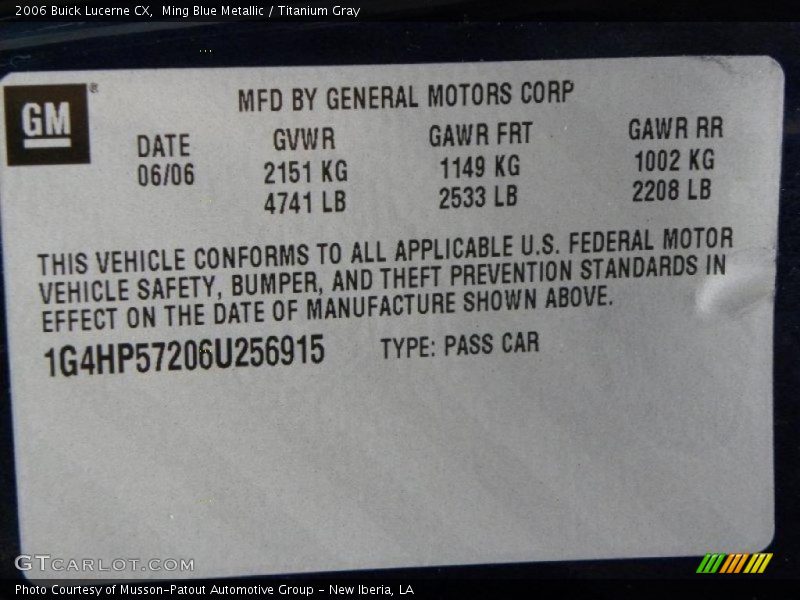 2006 Buick Lucerne CX, Ming Blue Metallic / Titanium Gray
GM®
MFD BY GENERAL MOTORS CORP
DATE GVWR GAWR FRT GAWR RR
06/06 2151 KG 1149 KG 1002 KG
4741 LB 2533 LB 2208 LB
THIS VEHICLE CONFORMS TO ALL APPLICABLE U.S. FEDERAL MOTOR
VEHICLE SAFETY, BUMPER, AND THEFT PREVENTION STANDARDS IN
EFFECT ON THE DATE OF MANUFACTURE SHOWN ABOVE.
1G4HP57206U256915 TYPE: PASS CAR
GTCARLOT.COM
Photo Courtesy of Musson-Patout Automotive Group - New Iberia, LA